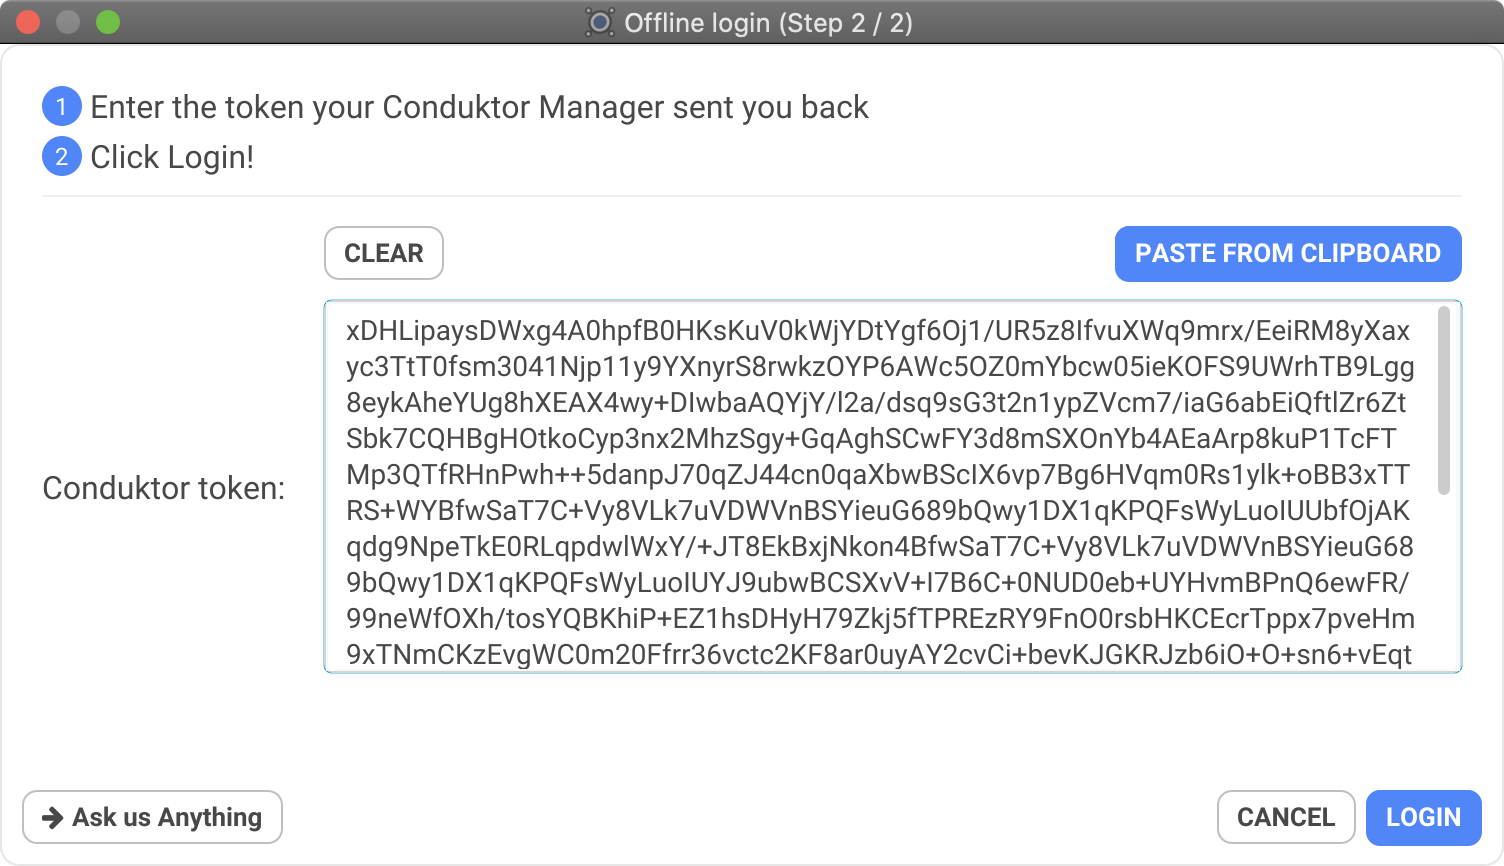 Offline login (Step 2 / 2)
1 Enter the token your Conduktor Manager sent you back
2 Click Login!
CLEAR
PASTE FROM CLIPBOARD
Conduktor token:
xDHLipaysDWxg4A0hpfB0HKsKuV0kWjYDtYgf6Oj1/UR5z8IfvuXWq9mrx/EeiRM8yXax
yc3TtT0fsm3041Njp11y9YXnyrS8rwkzOYP6AWc5OZ0mYbcw05ieKOFS9UWrhTB9Lgg
8eykAheYUg8hXEAX4wy+DIwbaAQYjY/l2a/dsq9sG3t2n1ypZVcm7/iaG6abEiQftlZr6Zt
Sbk7CQHBgHOtkoCyp3nx2MhzSgy+GqAghSCwFY3d8mSXOnYb4AEaArp8kuP1TcFT
Mp3QTfRHnPwh++5danpJ70qZJ44cn0qaXbwBScIX6vp7Bg6HVqm0Rs1ylk+oBB3xTT
RS+WYBfwSaT7C+Vy8VLk7uVDWVnBSYieuG689bQwy1DX1qKPQFsWyLuoIUUbfOjAK
qdg9NpeTkE0RLqpdwlWxY/+JT8EkBxjNkon4BfwSaT7C+Vy8VLk7uVDWVnBSYieuG68
9bQwy1DX1qKPQFsWyLuoIUYJ9ubwBCSXvV+I7B6C+0NUD0eb+UYHvmBPnQ6ewFR/
99neWfOXh/tosYQBKhiP+EZ1hsDHyH79Zkj5fTPREzRY9FnO0rsbHKCEcrTppx7pveHm
9xTNmCKzEvgWC0m20Ffrr36vctc2KF8ar0uyAY2cvCi+bevKJGKRJzb6iO+O+sn6+vEqt
Ask us Anything
CANCEL
LOGIN